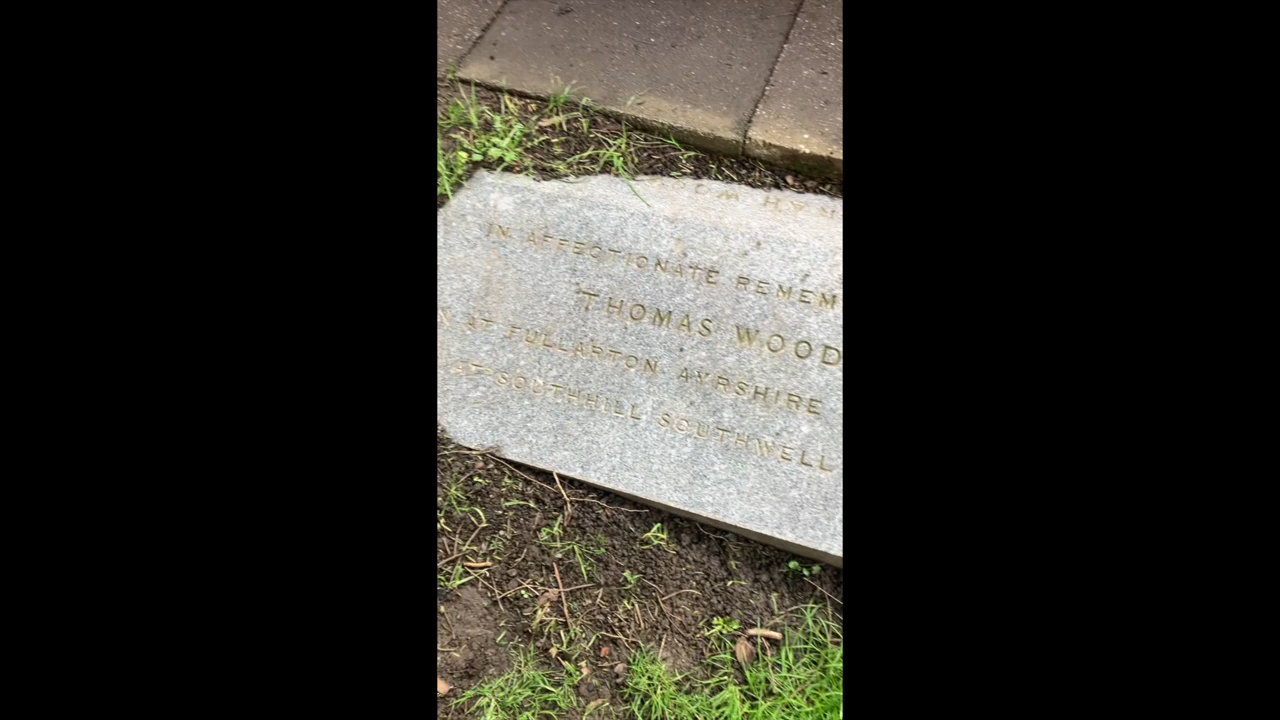 IN AFFECTIONATE REMEM
THOMAS WOOD
N AT FULLARTON AYRSHIRE
AT SOUTHHILL SOUTHWELL